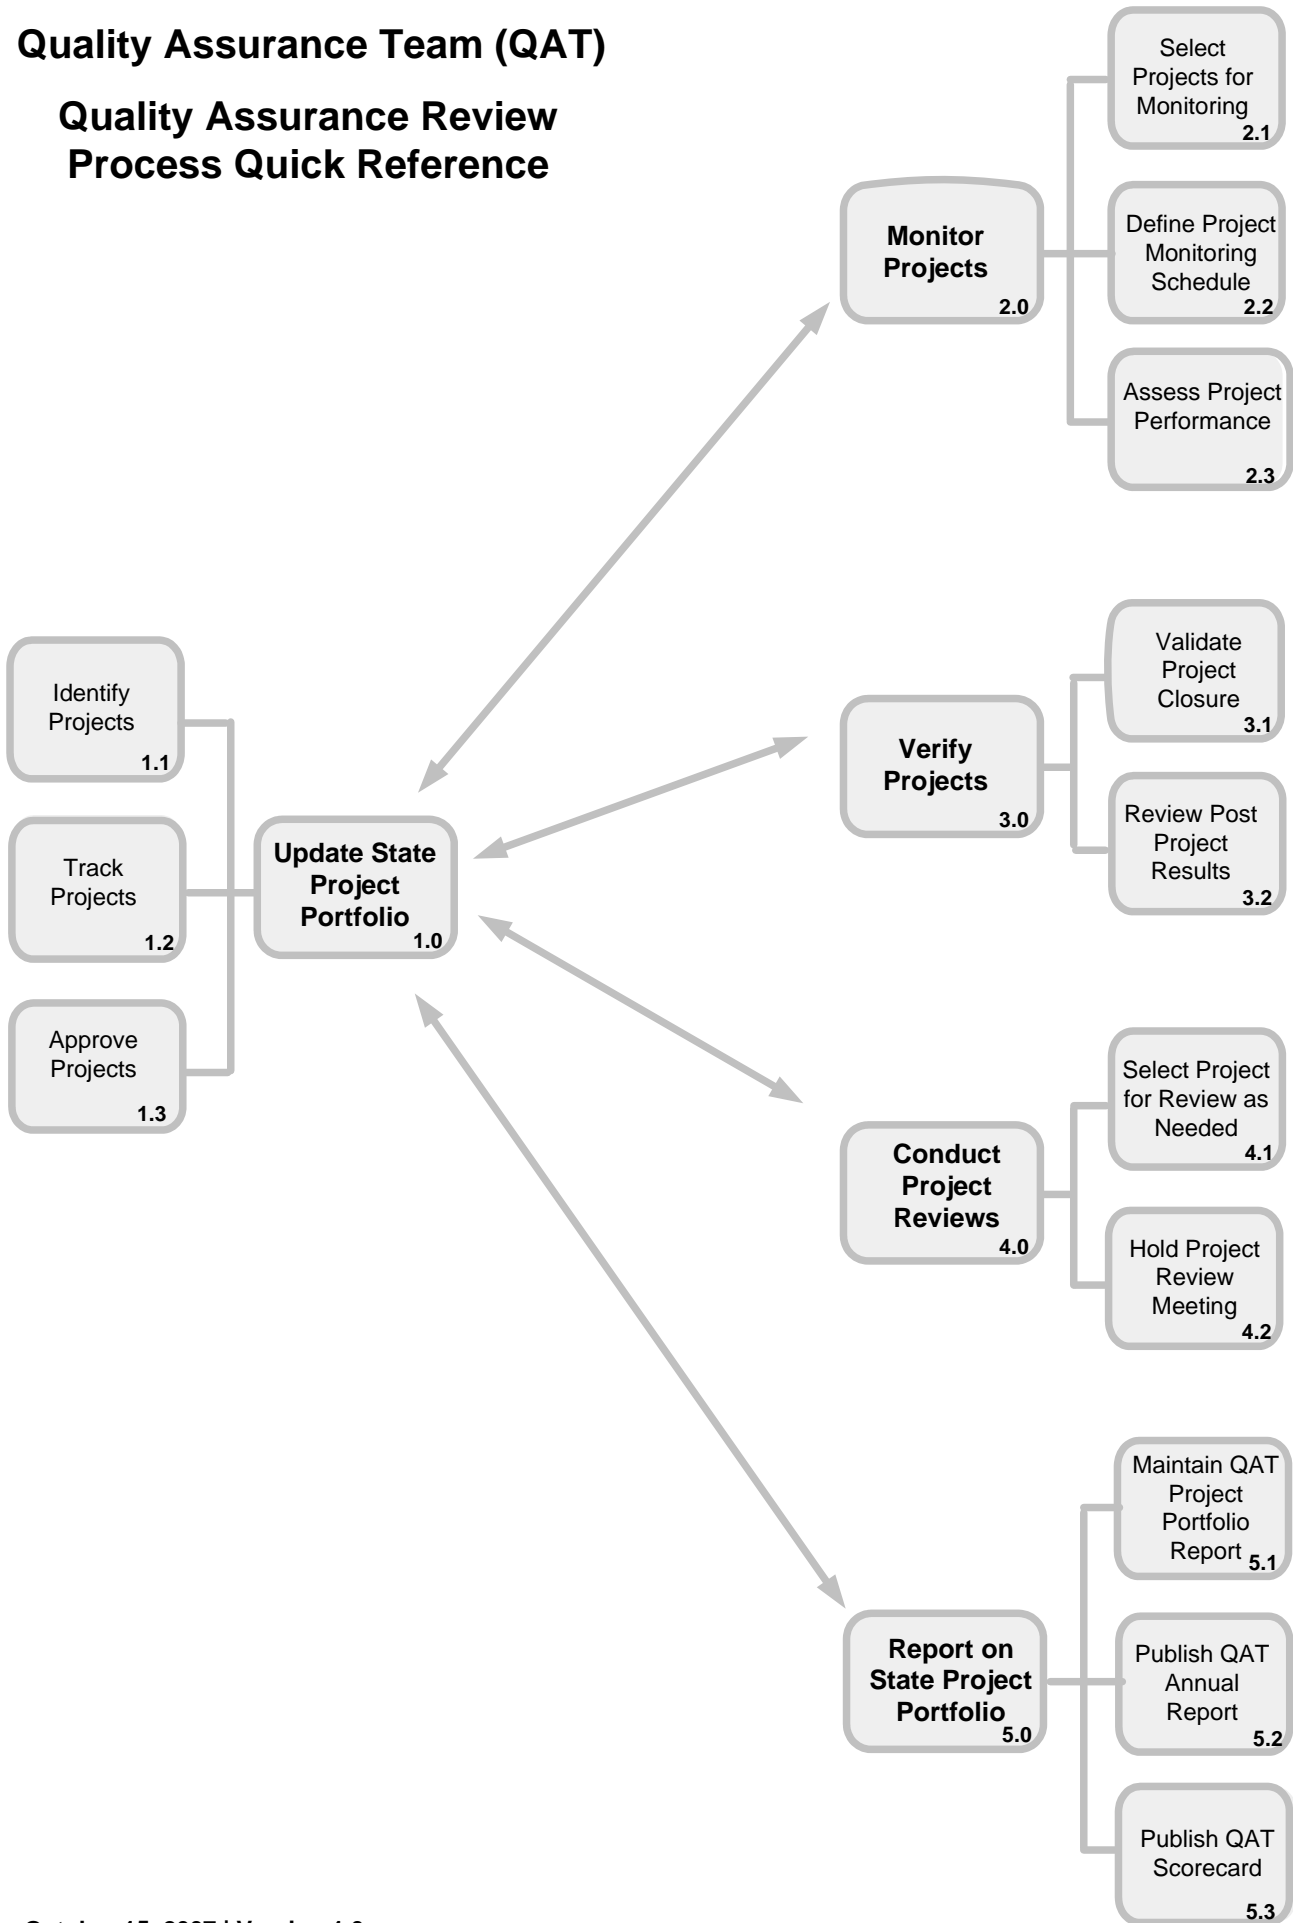 Quality Assurance Team (QAT)
Quality Assurance Review
Process Quick Reference
Select
Projects for
Monitoring
2.1
Monitor
Projects
2.0
Define Project
Monitoring
Schedule
2.2
Assess Project
Performance
2.3
Identify
Projects
1.1
Track
Projects
1.2
Approve
Projects
1.3
Update State
Project
Portfolio
1.0
Verify
Projects
3.0
Validate
Project
Closure
3.1
Review Post
Project
Results
3.2
Conduct
Project
Reviews
4.0
Select Project
for Review as
Needed
4.1
Hold Project
Review
Meeting
4.2
Report on
State Project
Portfolio
5.0
Maintain QAT
Project
Portfolio
Report
5.1
Publish QAT
Annual
Report
5.2
Publish QAT
Scorecard
5.3